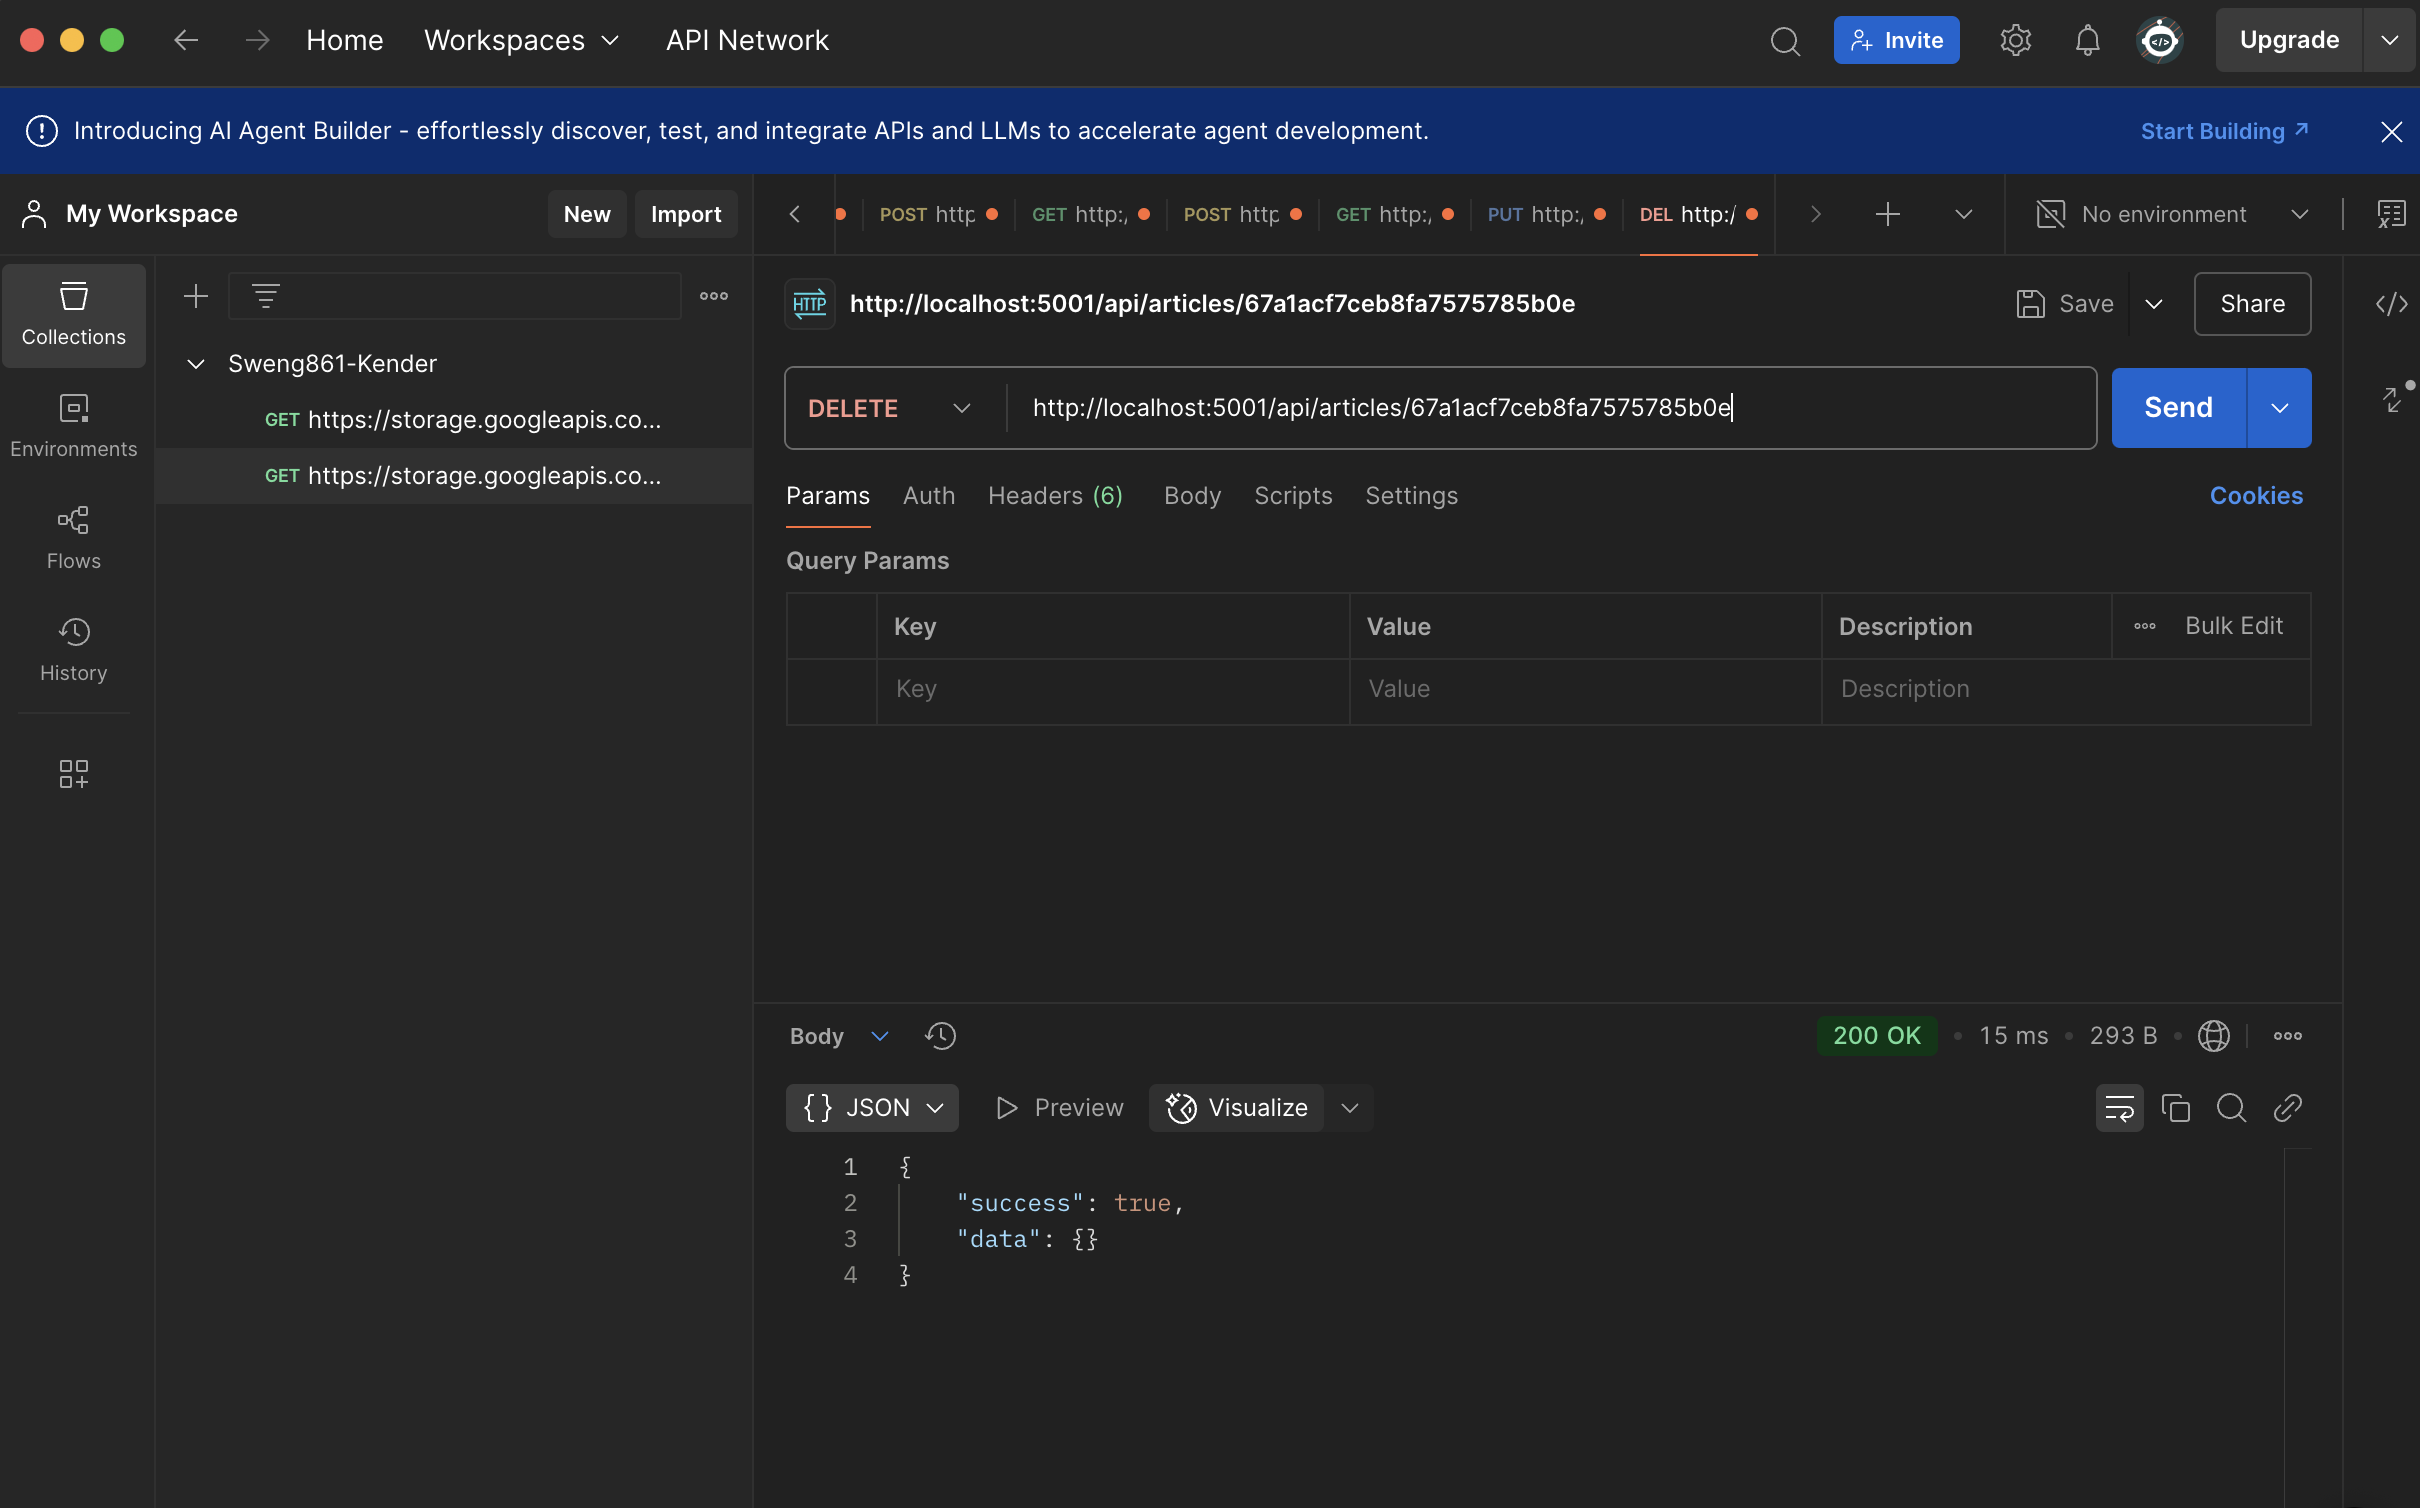 Home Workspaces API Network Invite Upgrade
Introducing AI Agent Builder - effortlessly discover, test, and integrate APIs and LLMs to accelerate agent development. Start Building
My Workspace New Import
POST http GET http:/ POST http GET http:/ PUT http:/ DEL http:/ No environment
Collections
Environments
Flows
History
Sweng861-Kender
GET https://storage.googleapis.co...
GET https://storage.googleapis.co...
HTTP http://localhost:5001/api/articles/67a1acf7ceb8fa7575785b0e Save Share
DELETE http://localhost:5001/api/articles/67a1acf7ceb8fa7575785b0e Send
Params Auth Headers (6) Body Scripts Settings Cookies
Query Params
Key Value Description Bulk Edit
Key Value Description
Body 200 OK 15 ms 293 B
{} JSON Preview Visualize
1 {
2 "success": true,
3 "data": {}
4 }